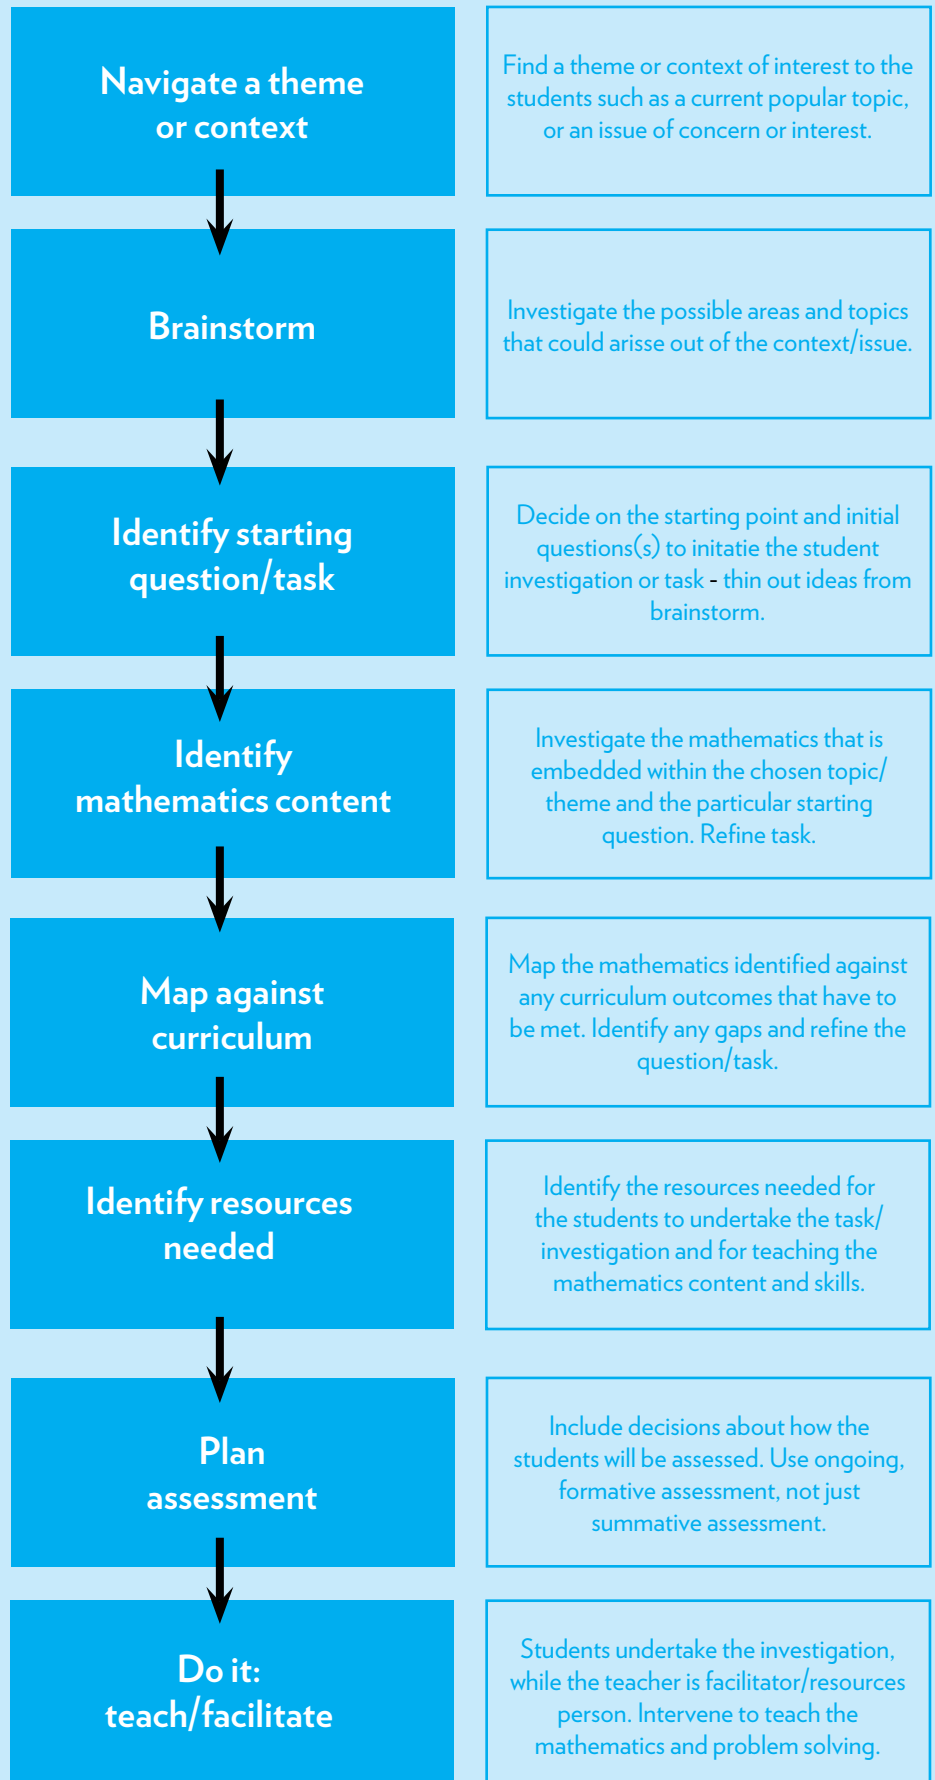 Navigate a theme
or context
Find a theme or context of interest to the
students such as a current popular topic,
or an issue of concern or interest.
Brainstorm
Investigate the possible areas and topics
that could arisse out of the context/issue.
Identify starting
question/task
Decide on the starting point and initial
questions(s) to initatie the student
investigation or task - thin out ideas from
brainstorm.
Identify
mathematics content
Investigate the mathematics that is
embedded within the chosen topic/
theme and the particular starting
question. Refine task.
Map against
curriculum
Map the mathematics identified against
any curriculum outcomes that have to
be met. Identify any gaps and refine the
question/task.
Identify resources
needed
Identify the resources needed for
the students to undertake the task/
investigation and for teaching the
mathematics content and skills.
Plan
assessment
Include decisions about how the
students will be assessed. Use ongoing,
formative assessment, not just
summative assessment.
Do it:
teach/facilitate
Students undertake the investigation,
while the teacher is facilitator/resources
person. Intervene to teach the
mathematics and problem solving.